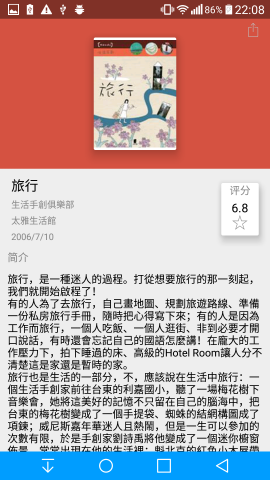 86% 22:08
旅行
旅行
生活手創俱樂部
太雅生活館
2006/7/10
评分
6.8
简介
旅行，是一種迷人的過程。打從想要旅行的那一刻起，
我們就開始啟程了！
有的人為了去旅行，自己畫地圖、規劃旅遊路線、準備
一份私房旅行手冊，隨時把心得寫下來；有的人是因為
工作而旅行，一個人吃飯、一個人逛街、非到必要才開
口說話，有時還會忘記自己的國語怎麼講！在龐大的工
作壓力下，拍下睡過的床、高級的Hotel Room讓人分不
清楚這是家還是暫時的家。
旅行也是生活的一部分，不，應該說在生活中旅行：一
個生活手創家前往台東的利嘉國小，聽了一場梅花樹下
音樂會，她將這美好的記憶不只留在自己的腦海中，把
台東的梅花樹變成了一個手提袋、蜘蛛的結網構圖成了
項鍊；威尼斯嘉年華會迷人且熱鬧，但是一生可以參加的
次數有限，於是手創家劉詩禹將他變成了一個迷你櫥窗